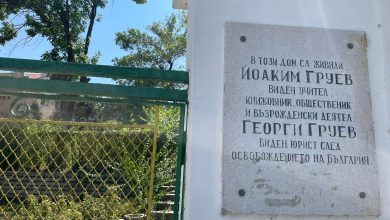 В ТОЗИ ДОМ СА ЖИВЯЛИ
ЙОАКИМ ГРУЕВ
ВИДЕН УЧИТЕЛ
КНИЖОВНИК, ОБЩЕСТВЕНИК
И ВЪЗРОЖДЕНСКИ ДЕЯТЕЛ
ГЕОРГИ ГРУЕВ
ВИДЕН ЮРИСТ СЛЕД
ОСВОБОЖДЕНИЕТО НА БЪЛГАРИЯ